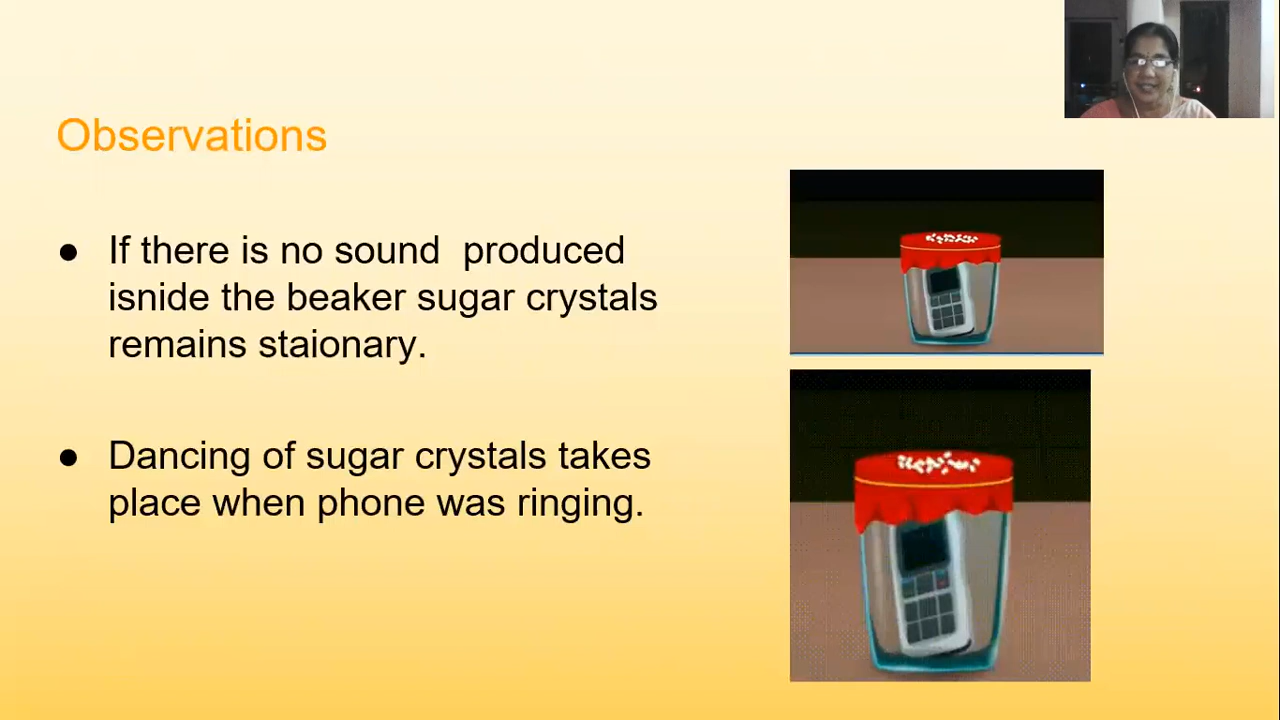 Observations
● If there is no sound  produced
isnide the beaker sugar crystals
remains staionary.
● Dancing of sugar crystals takes
place when phone was ringing.